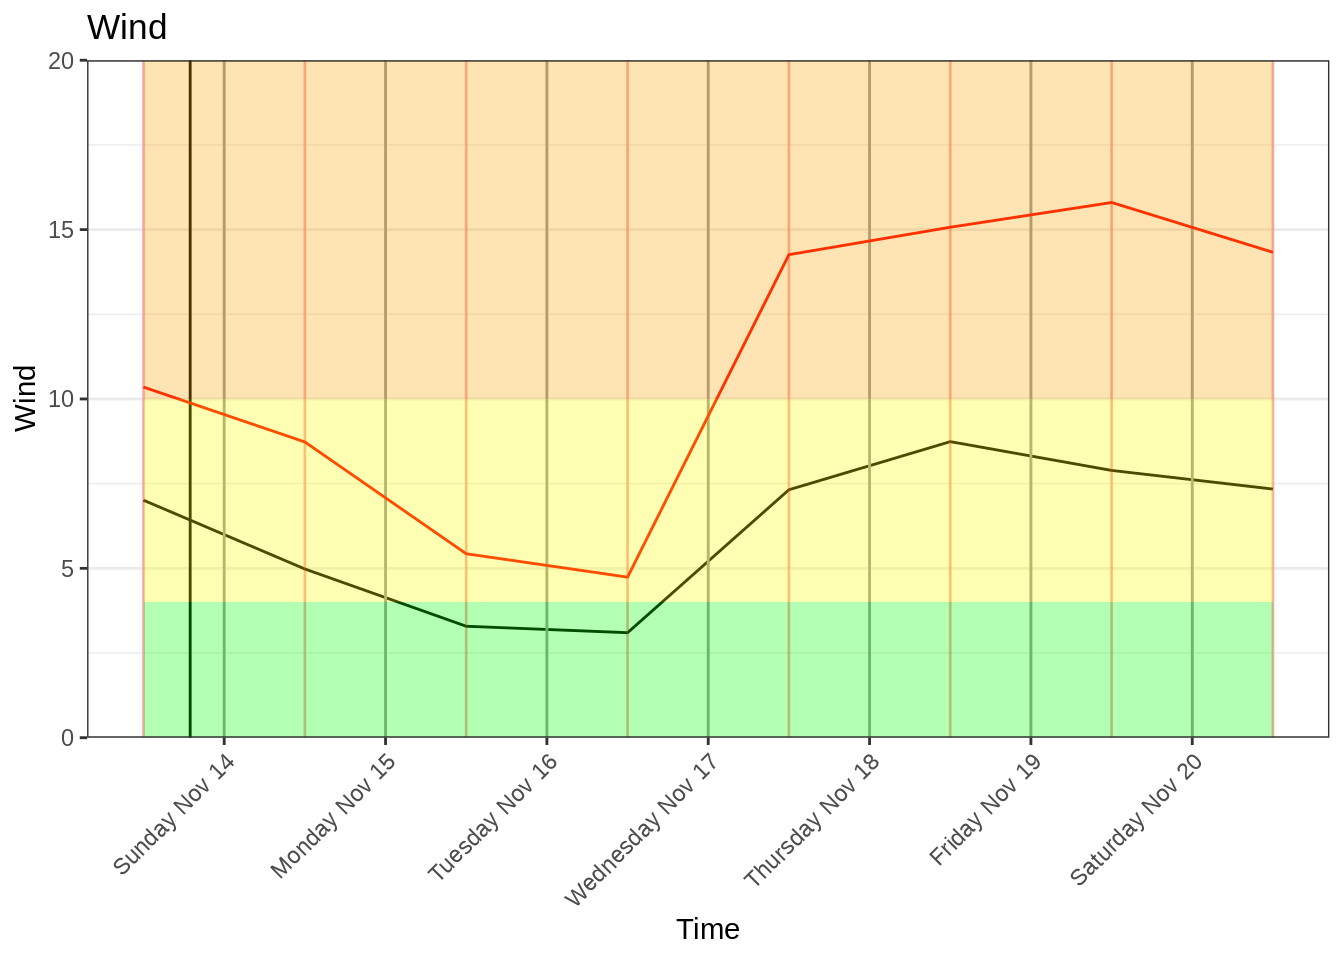 Wind
20
15
10
5
0
Wind
Sunday Nov 14
Monday Nov 15
Tuesday Nov 16
Wednesday Nov 17
Thursday Nov 18
Friday Nov 19
Saturday Nov 20
Time